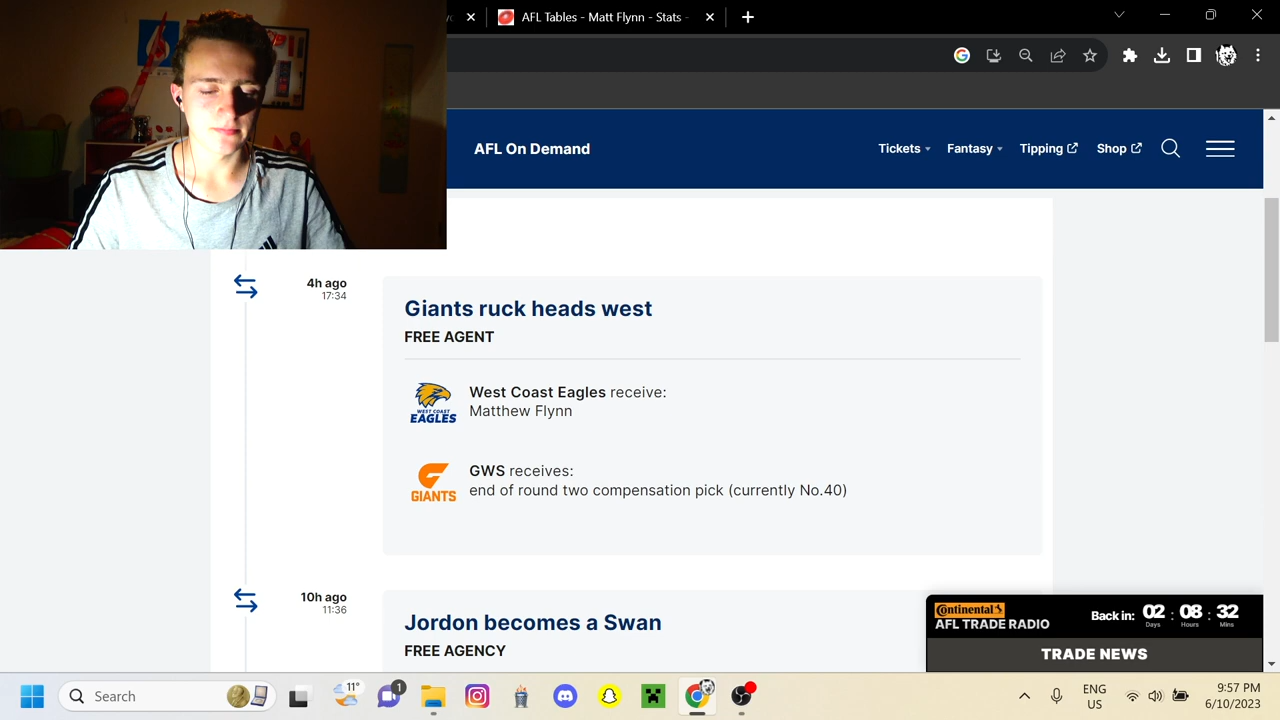 AFL Tables - Matt Flynn - Stats -
AFL On Demand
Tickets
Fantasy
Tipping
Shop
4h ago
17:34
Giants ruck heads west
FREE AGENT
West Coast Eagles receive:
Matthew Flynn
WEST COAST
EAGLES
GWS receives:
end of round two compensation pick (currently No.40)
GIANTS
10h ago
11:36
Jordon becomes a Swan
FREE AGENCY
Continental
AFL TRADE RADIO
Back in: 02 : 08 : 32
Days Hours Mins
TRADE NEWS
Search
11°
1
ENG
US
9:57 PM
6/10/2023